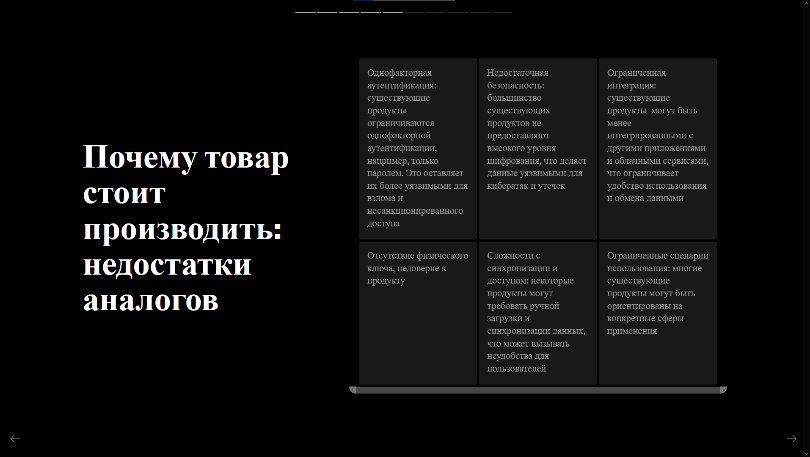 Почему товар
стоит
производить:
недостатки
аналогов
Однофакторная
аутентификация:
существующие
продукты
ограничиваются
однофакторной
аутентификации,
например, только
паролем. Это оставляет
их более уязвимыми для
взлома и
несанкционированного
доступа
Недостаточная
безопасность:
большинство
существующих
продуктов не
предоставляют
высокого уровня
шифрования, что делает
данные уязвимыми для
кибератак и утечек
Ограниченная
интеграция:
существующие
продукты могут быть
менее
интегрированными с
другими приложениями
и облачными сервисами,
что ограничивает
удобство использования
и обмена данными
Отсутствие физического
ключа, недоверие к
продукту
Сложности с
синхронизации и
доступом: некоторые
продукты могут
требовать ручной
загрузки и
синхронизации данных,
что может вызывать
неудобства для
пользователей
Ограниченные сценарии
использования: многие
существующие
продукты могут быть
ориентированы на
конкретные сферы
применения